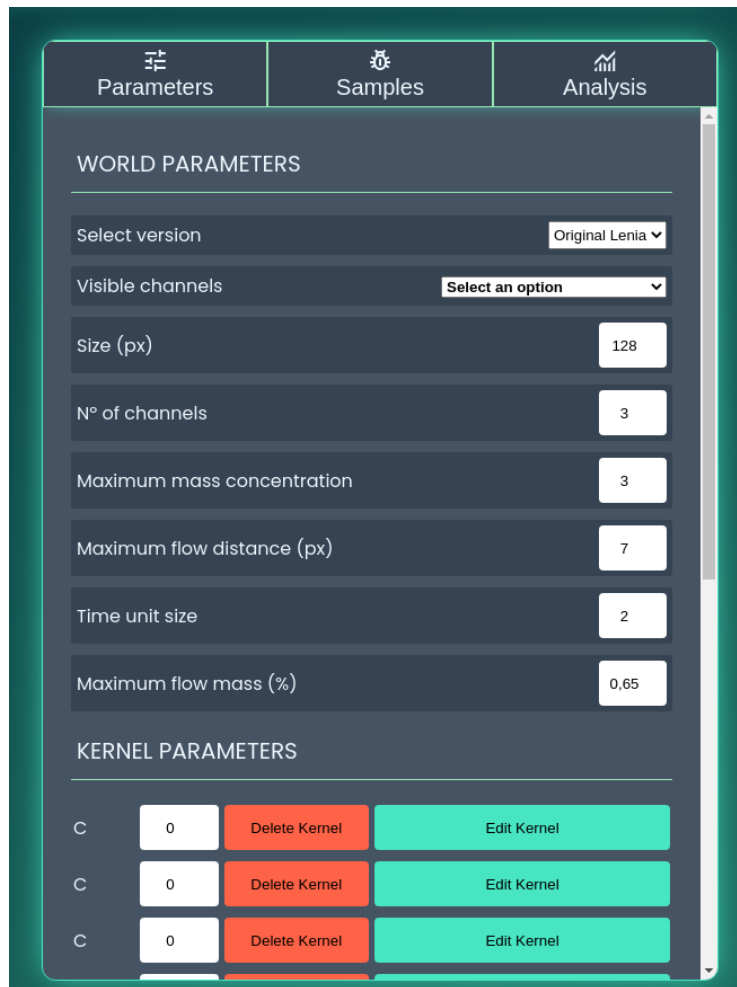 Parameters Samples Analysis
WORLD PARAMETERS
Select version Original Lenia
Visible channels Select an option
Size (px) 128
Nº of channels 3
Maximum mass concentration 3
Maximum flow distance (px) 7
Time unit size 2
Maximum flow mass (%) 0,65
KERNEL PARAMETERS
C 0 Delete Kernel Edit Kernel
C 0 Delete Kernel Edit Kernel
C 0 Delete Kernel Edit Kernel